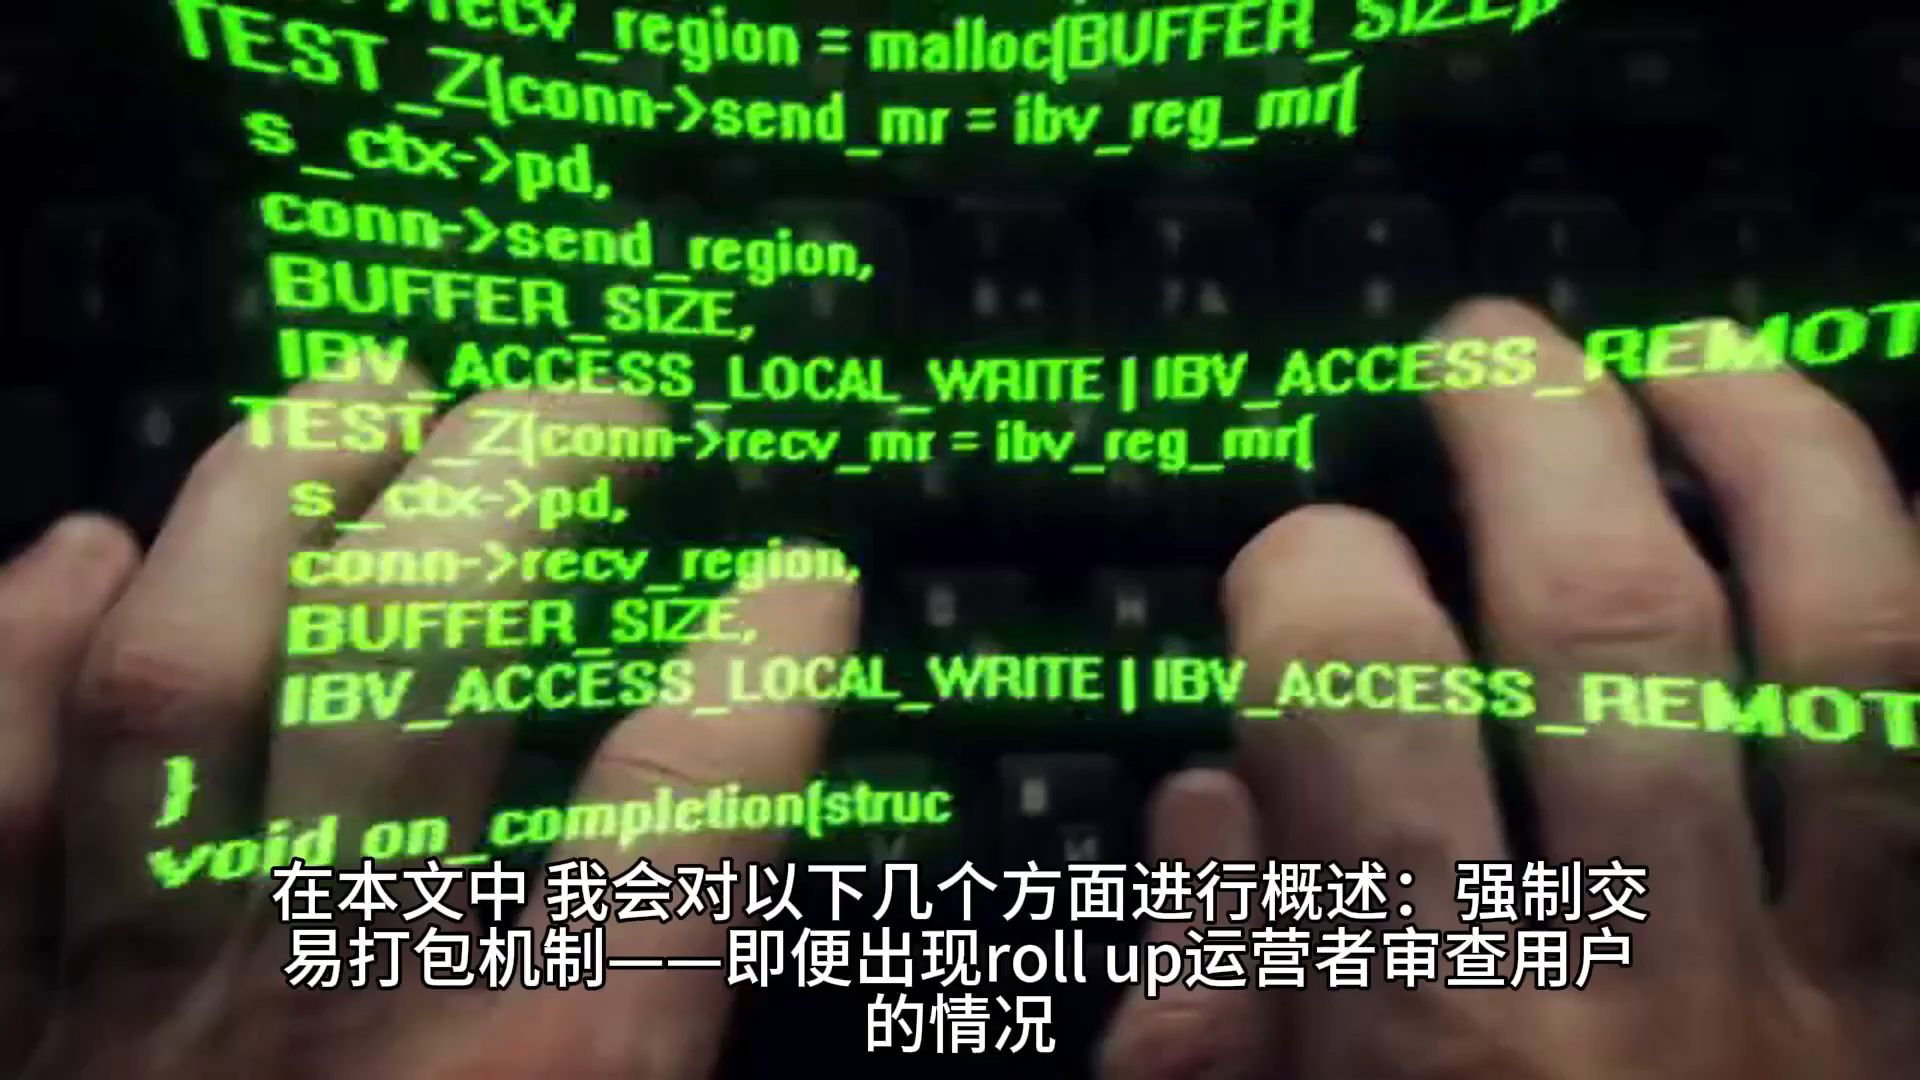 recv_region = malloc(BUFFER_SIZE));
TEST_Z(conn->send_mr = ibv_reg_mr(
s_ctx->pd,
conn->send_region,
BUFFER_SIZE,
IBV_ACCESS_LOCAL_WRITE | IBV_ACCESS_REMOT
TEST_Z(conn->recv_mr = ibv_reg_mr(
s_ctx->pd,
conn->recv_region,
BUFFER_SIZE,
IBV_ACCESS_LOCAL_WRITE | IBV_ACCESS_REMOT
}
void on_completion(struc
在本文中 我会对以下几个方面进行概述：强制交
易打包机制——即便出现roll up运营者审查用户
的情况